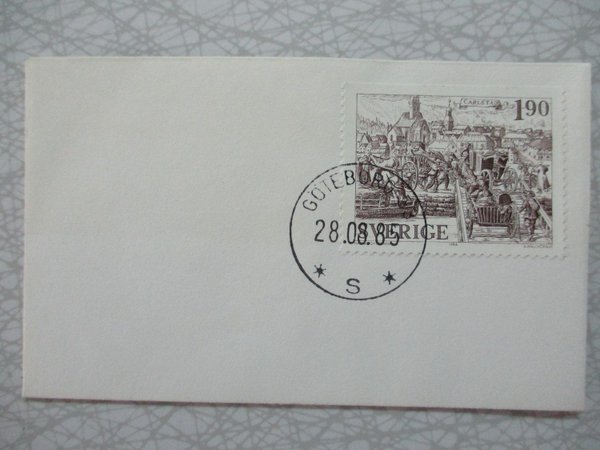 CARLSTAD
1.90
GÖTEBORG
28.08.85
SVERIGE
* S *